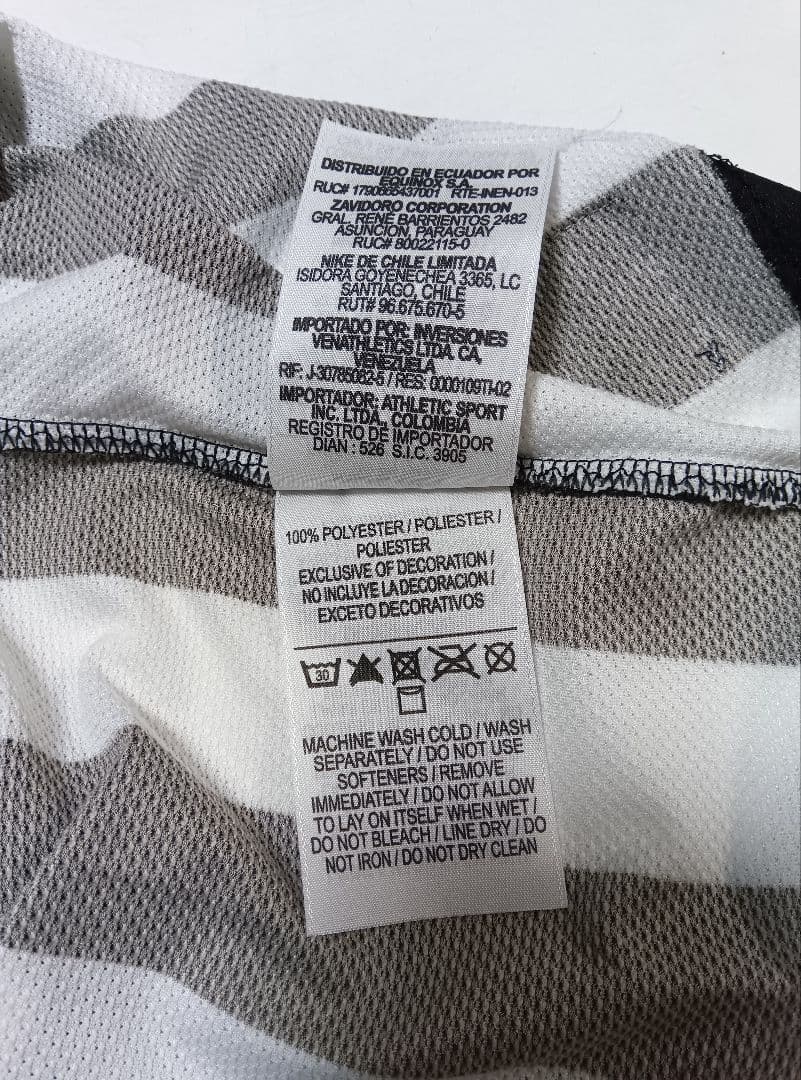 DISTRIBUIDO EN ECUADOR POR
EQUINOX S.A.
RUC# 1790868437001 RTE-INEN-013
ZAVIDORO CORPORATION
GRAL. RENÉ BARRIENTOS 2482
ASUNCION, PARAGUAY
RUC# 80022115-0
NIKE DE CHILE LIMITADA
ISIDORA GOYENECHEA 3365, LC
SANTIAGO, CHILE
RUT# 96.675.670-5
IMPORTADO POR: INVERSIONES
VENATHLETICS LTDA. CA,
VENEZUELA
RIF: J-30785082-5 / RES: 0000109TI-02
IMPORTADOR: ATHLETIC SPORT
INC. LTDA., COLOMBIA
REGISTRO DE IMPORTADOR
DIAN : 526 S.I.C. 3905
100% POLYESTER / POLIESTER /
POLIESTER
EXCLUSIVE OF DECORATION /
NO INCLUYE LA DECORACION /
EXCETO DECORATIVOS
30
MACHINE WASH COLD / WASH
SEPARATELY / DO NOT USE
SOFTENERS / REMOVE
IMMEDIATELY / DO NOT ALLOW
TO LAY ON ITSELF WHEN WET /
DO NOT BLEACH / LINE DRY / DO
NOT IRON / DO NOT DRY CLEAN